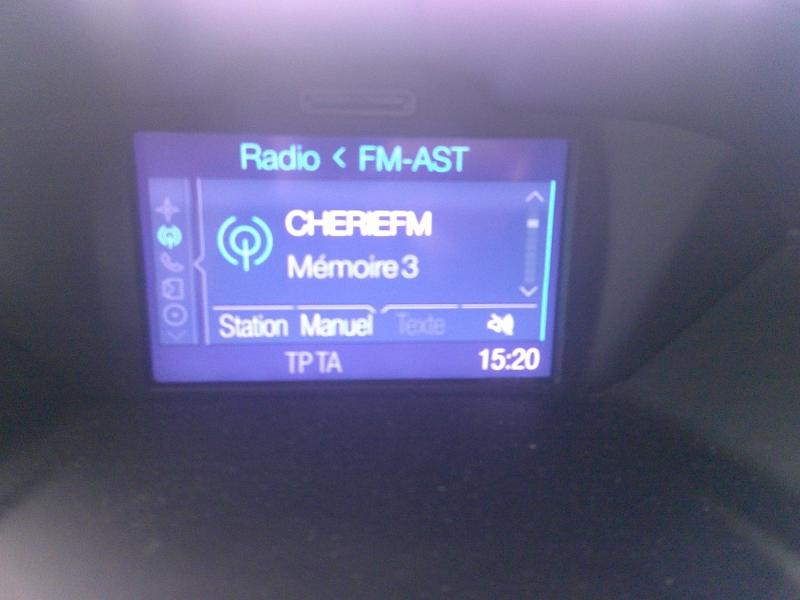 Radio < FM-AST
CHERIEFM
Mémoire 3
Station Manuel Texte
TP TA 15:20